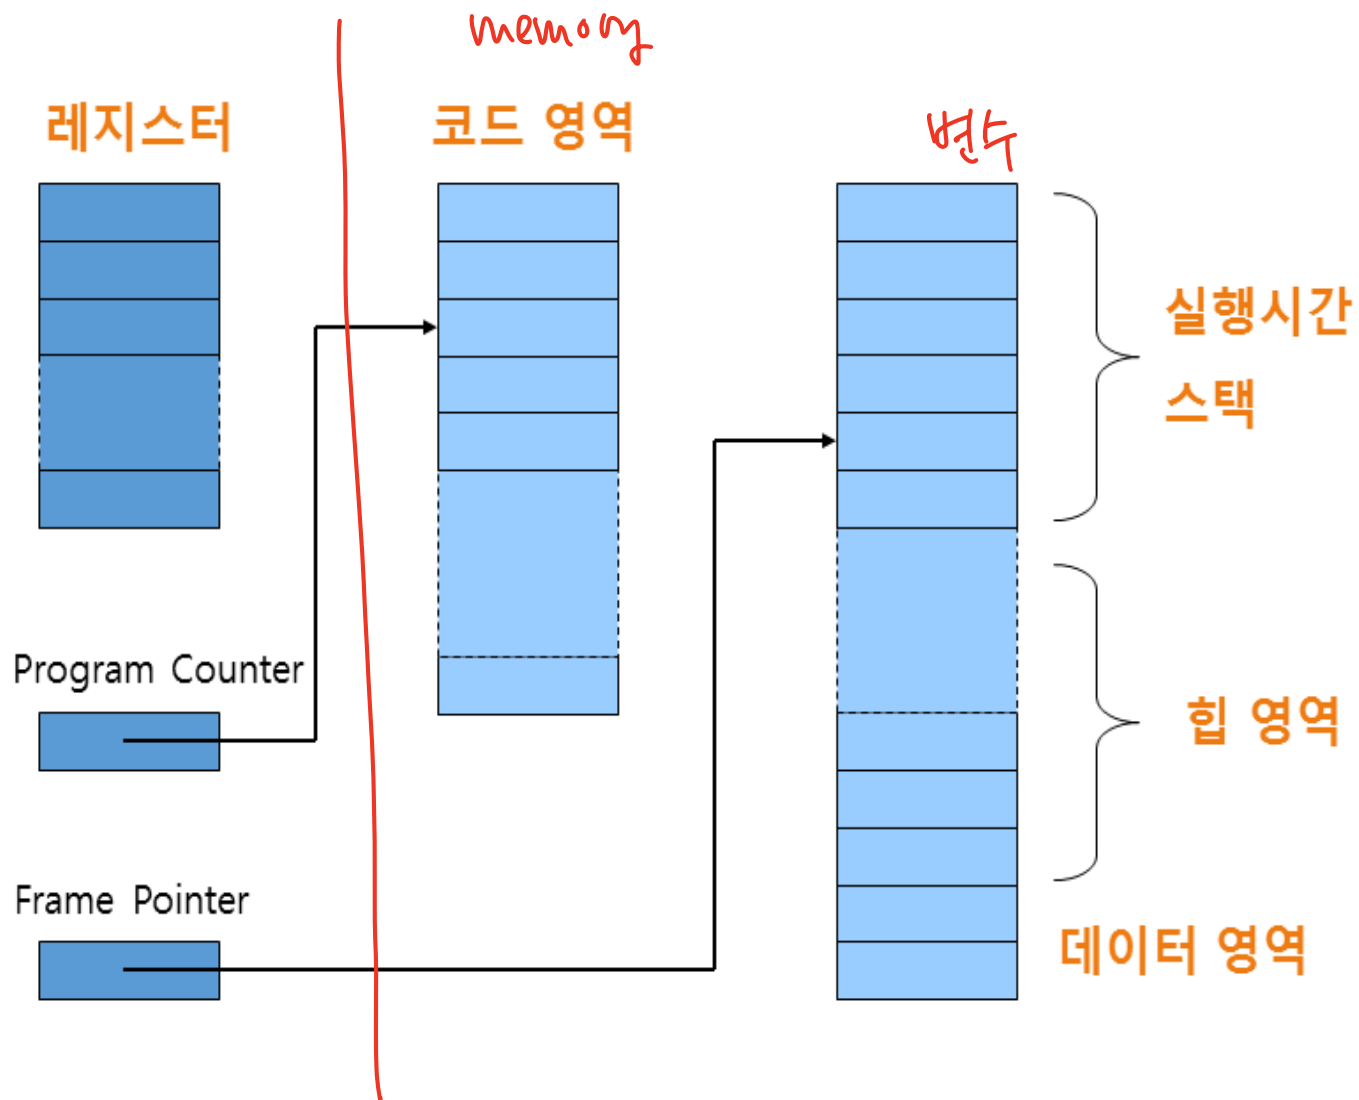 memory
레지스터
코드 영역
변수
실행시간
스택
Program Counter
힙 영역
Frame Pointer
데이터 영역